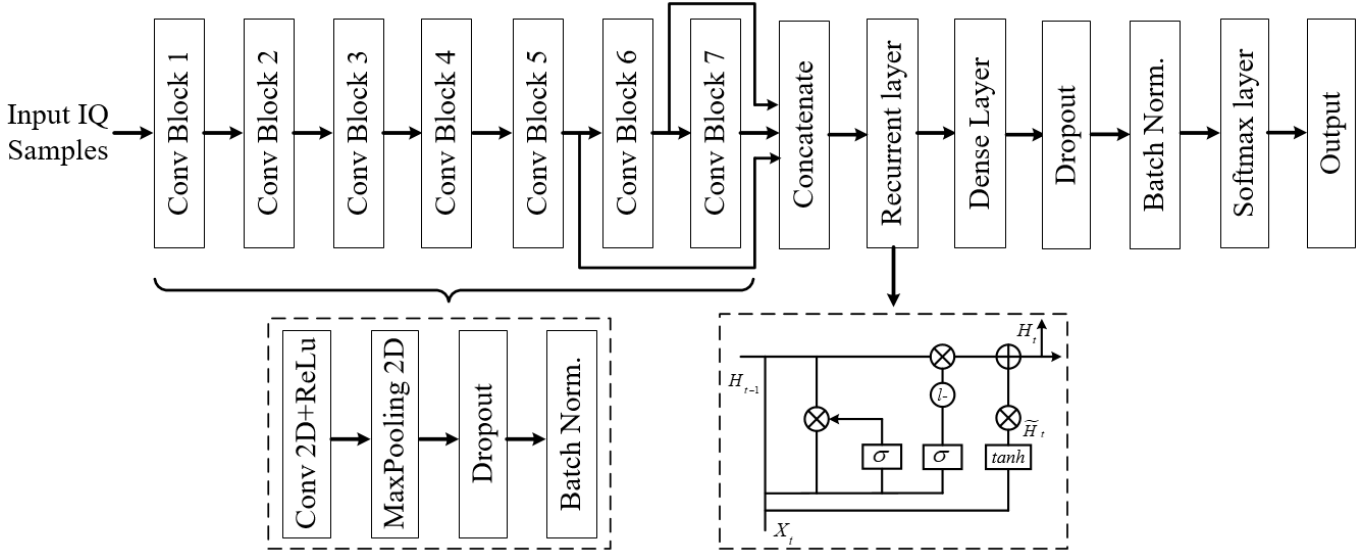 Input IQ
Samples
Conv Block 1
Conv Block 2
Conv Block 3
Conv Block 4
Conv Block 5
Conv Block 6
Conv Block 7
Concatenate
Recurrent layer
Dense Layer
Dropout
Batch Norm.
Softmax layer
Output
Conv 2D+ReLu
MaxPooling 2D
Dropout
Batch Norm.
H_t
H_{t-1}
l-
H̃_t
σ
σ
tanh
X_t